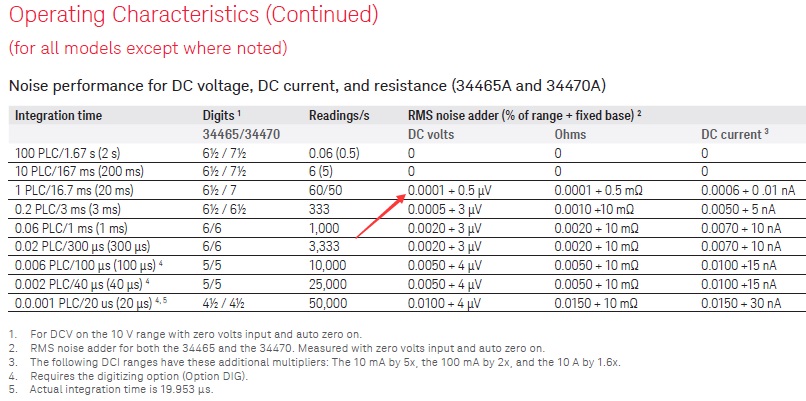 Operating Characteristics (Continued)
(for all models except where noted)
Noise performance for DC voltage, DC current, and resistance (34465A and 34470A)
Integration time Digits 1 Readings/s RMS noise adder (% of range + fixed base) 2
34465/34470 DC volts Ohms DC current 3
100 PLC/1.67 s (2 s) 6½ / 7½ 0.06 (0.5) 0 0 0
10 PLC/167 ms (200 ms) 6½ / 7½ 6 (5) 0 0 0
1 PLC/16.7 ms (20 ms) 6½ / 7 60/50 0.0001 + 0.5 µV 0.0001 + 0.5 mΩ 0.0006 + 0.01 nA
0.2 PLC/3 ms (3 ms) 6½ / 6½ 333 0.0005 + 3 µV 0.0010 +10 mΩ 0.0050 + 5 nA
0.06 PLC/1 ms (1 ms) 6/6 1,000 0.0020 + 3 µV 0.0020 + 10 mΩ 0.0070 + 10 nA
0.02 PLC/300 µs (300 µs) 6/6 3,333 0.0020 + 3 µV 0.0020 + 10 mΩ 0.0070 + 10 nA
0.006 PLC/100 µs (100 µs) 4 5/5 10,000 0.0050 + 4 µV 0.0050 + 10 mΩ 0.0100 +15 nA
0.002 PLC/40 µs (40 µs) 4 5/5 25,000 0.0050 + 4 µV 0.0050 + 10 mΩ 0.0100 +15 nA
0.0.001 PLC/20 us (20 µs) 4, 5 4½ / 4½ 50,000 0.0100 + 4 µV 0.0150 + 10 mΩ 0.0150 + 30 nA
1. For DCV on the 10 V range with zero volts input and auto zero on.
2. RMS noise adder for both the 34465 and the 34470. Measured with zero volts input and auto zero on.
3. The following DCI ranges have these additional multipliers: The 10 mA by 5x, the 100 mA by 2x, and the 10 A by 1.6x.
4. Requires the digitizing option (Option DIG).
5. Actual integration time is 19.953 µs.